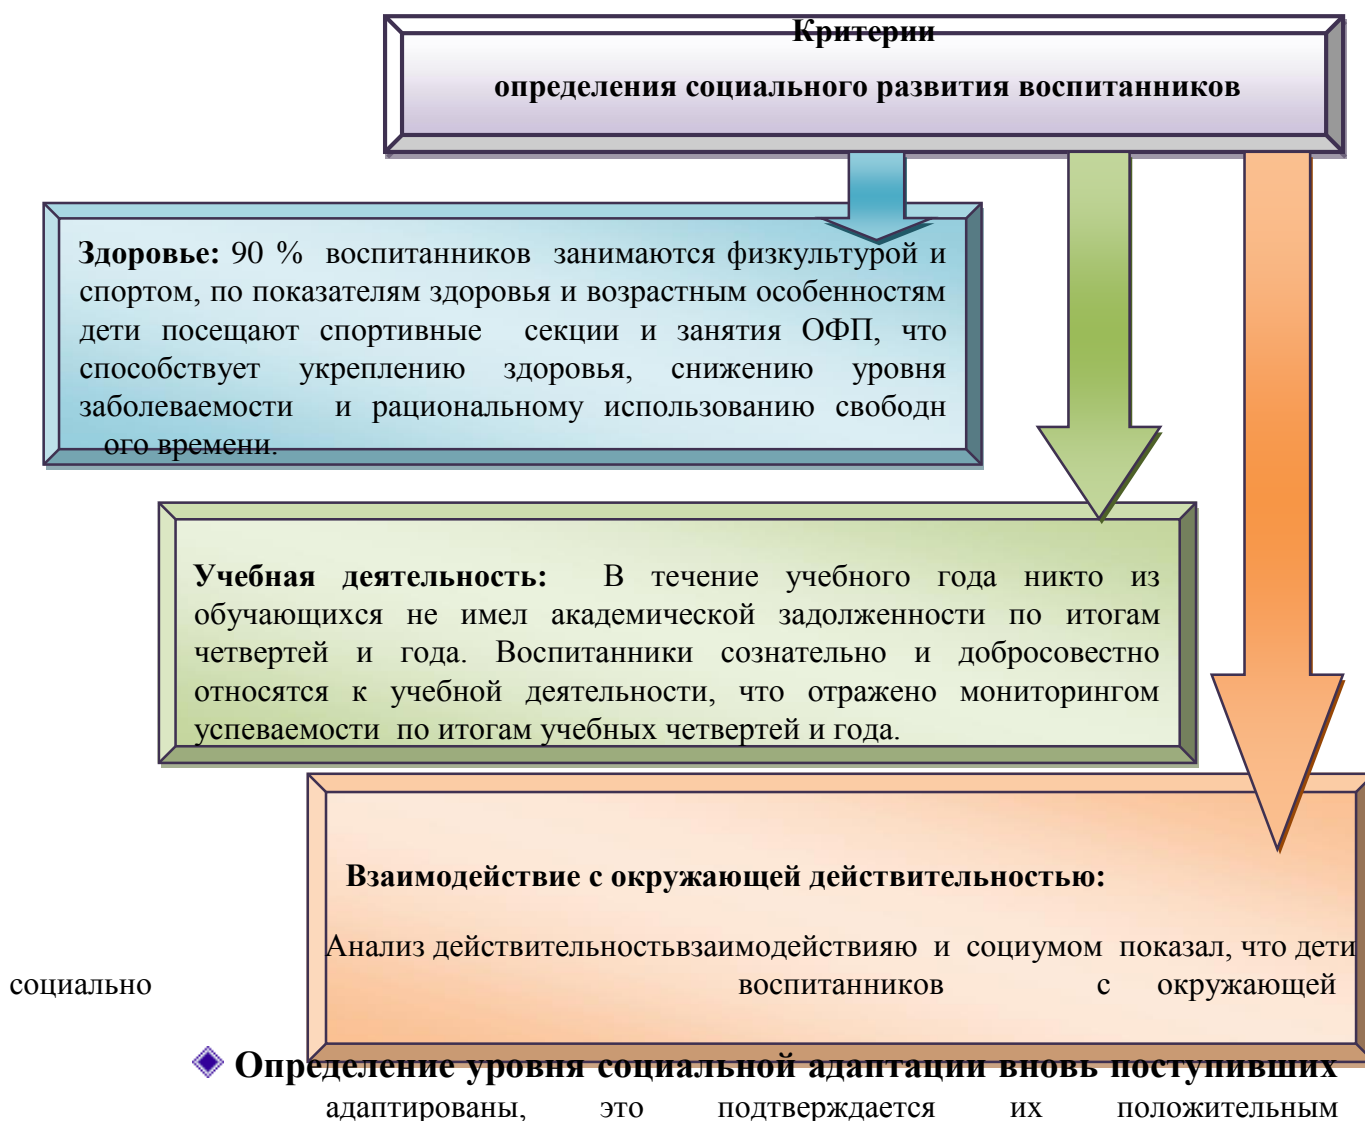 Критерии
определения социального развития воспитанников
Здоровье: 90 % воспитанников занимаются физкультурой и
спортом, по показателям здоровья и возрастным особенностям
дети посещают спортивные секции и занятия ОФП, что
способствует укреплению здоровья, снижению уровня
заболеваемости и рациональному использованию свободн
ого времени.
Учебная деятельность: В течение учебного года никто из
обучающихся не имел академической задолженности по итогам
четвертей и года. Воспитанники сознательно и добросовестно
относятся к учебной деятельности, что отражено мониторингом
успеваемости по итогам учебных четвертей и года.
Взаимодействие с окружающей действительностью:
Анализ действительностьвзаимодействияю и социумом показал, что дети
социально воспитанников с окружающей
Определение уровня социальной адаптации вновь поступивших
адаптированы, это подтверждается их положительным